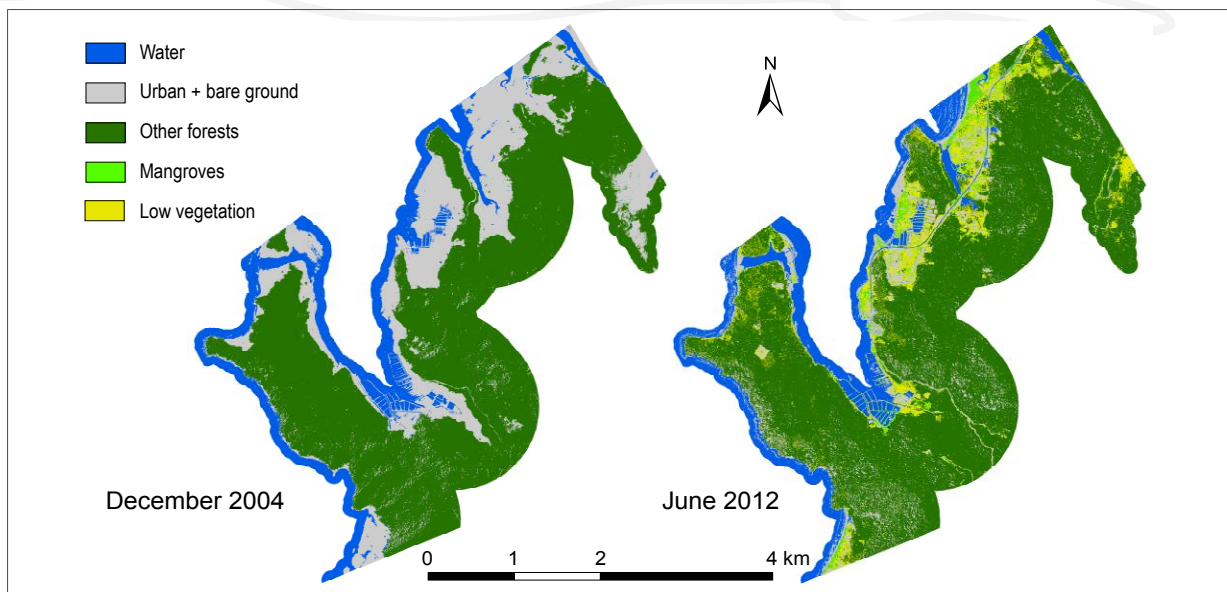 Water
Urban + bare ground
Other forests
Mangroves
Low vegetation
N
December 2004
June 2012
0 1 2 4 km